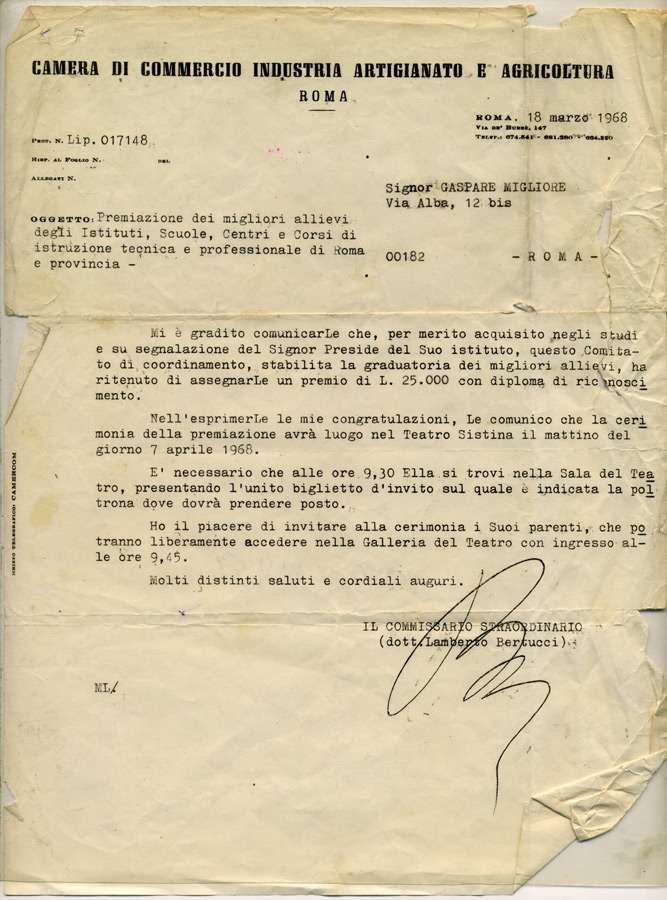 CAMERA DI COMMERCIO INDUSTRIA ARTIGIANATO E AGRICOLTURA
ROMA
ROMA, 18 marzo 1968
VIA DE' BURRÒ, 147
TELEF.: 674.541 - 681.280 - 684.520
PROT. N. Lip. 017148
RISP. AL FOGLIO N. DEL
ALLEGATI N.
Signor GASPARE MIGLIORE
Via Alba, 12 bis
00182 - R O M A -
OGGETTO: Premiazione dei migliori allievi
degli Istituti, Scuole, Centri e Corsi di
istruzione tecnica e professionale di Roma
e provincia -
Mi è gradito comunicarLe che, per merito acquisito negli studi
e su segnalazione del Signor Preside del Suo istituto, questo Comita-
to di coordinamento, stabilita la graduatoria dei migliori allievi, ha
ritenuto di assegnarLe un premio di L. 25.000 con diploma di riconosci
mento.
Nell'esprimerLe le mie congratulazioni, Le comunico che la ceri
monia della premiazione avrà luogo nel Teatro Sistina il mattino del
giorno 7 aprile 1968.
E' necessario che alle ore 9,30 Ella si trovi nella Sala del Tea
tro, presentando l'unito biglietto d'invito sul quale è indicata la pol
trona dove dovrà prendere posto.
Ho il piacere di invitare alla cerimonia i Suoi parenti, che po
tranno liberamente accedere nella Galleria del Teatro con ingresso al-
le ore 9,45.
Molti distinti saluti e cordiali auguri.
IL COMMISSARIO STRAORDINARIO
(dott. Lamberto Bertucci)
ML/
TELEGRAFICO: CAMERCOM